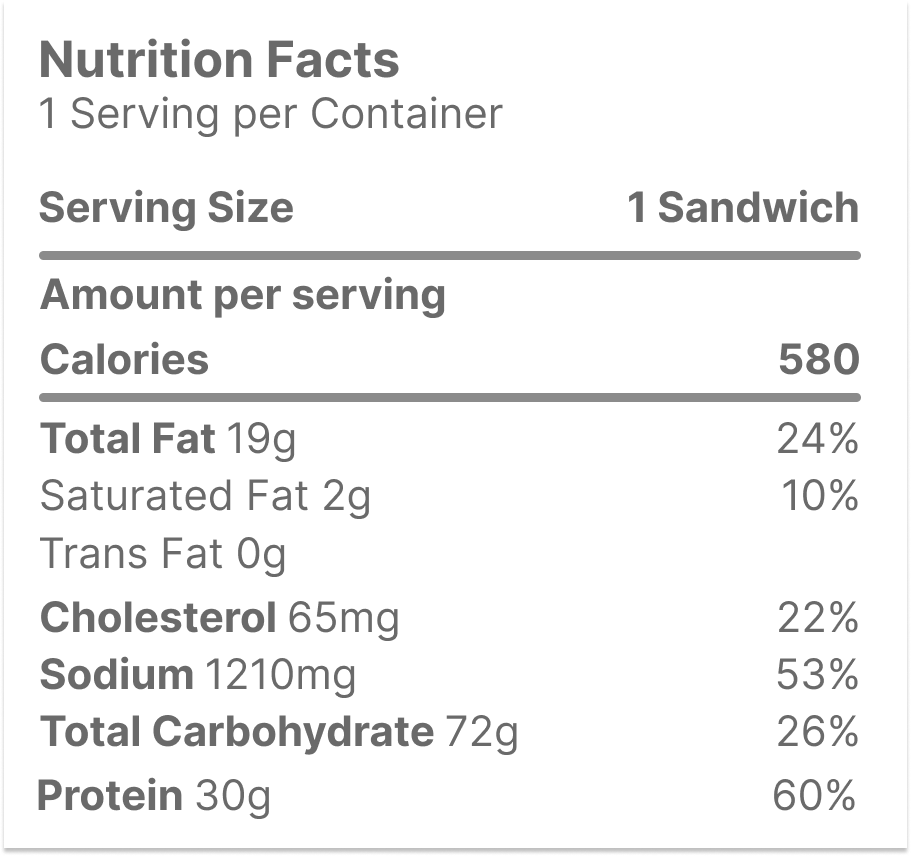 Nutrition Facts
1 Serving per Container
Serving Size 1 Sandwich
Amount per serving
Calories 580
Total Fat 19g 24%
Saturated Fat 2g 10%
Trans Fat 0g
Cholesterol 65mg 22%
Sodium 1210mg 53%
Total Carbohydrate 72g 26%
Protein 30g 60%